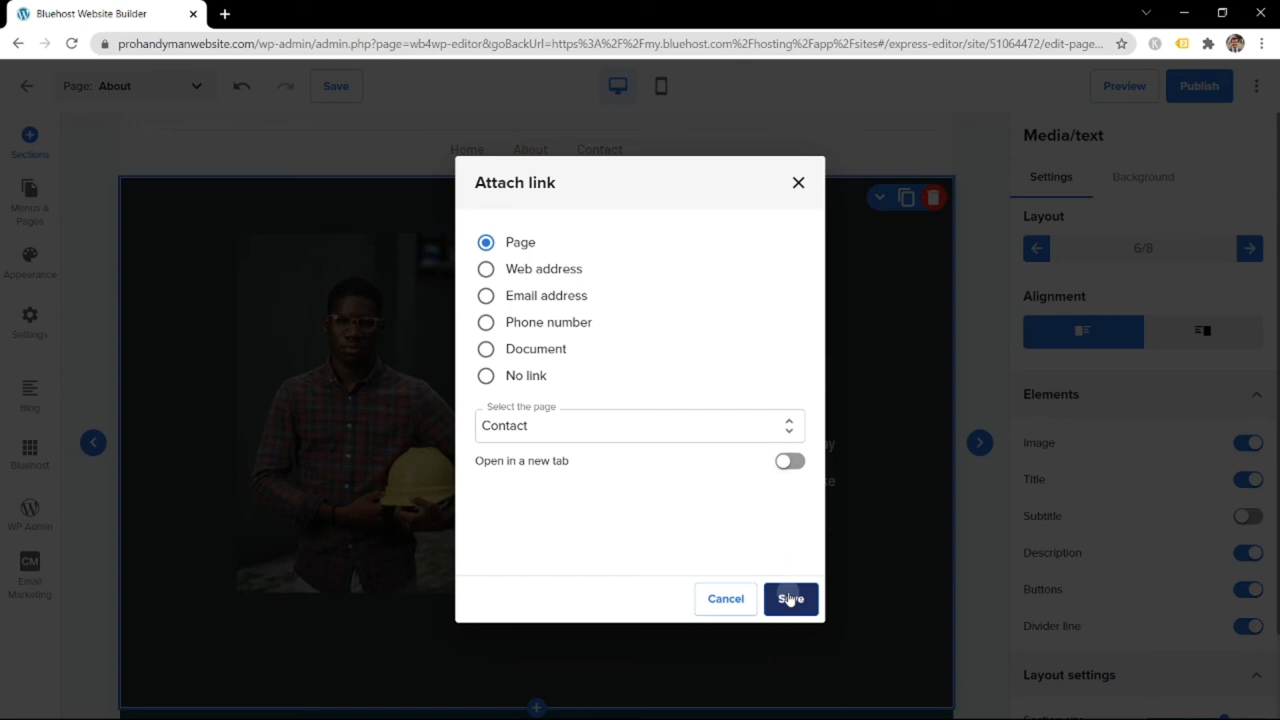 Bluehost Website Builder
prohandymanwebsite.com/wp-admin/admin.php?page=wb4wp-editor&goBackUrl=https%3A%2F%2Fmy.bluehost.com%2Fhosting%2Fapp%2Fsites#/express-editor/site/51064472/edit-page...
Page: About
Save
Preview
Publish
Sections
Menus &
Pages
Appearance
Settings
Blog
Bluehost
WP Admin
CM
Email
Marketing
Home About Contact
Attach link
Page
Web address
Email address
Phone number
Document
No link
Select the page
Contact
Open in a new tab
Cancel
Save
Media/text
Settings
Background
Layout
6/8
Alignment
Elements
Image
Title
Subtitle
Description
Buttons
Divider line
Layout settings